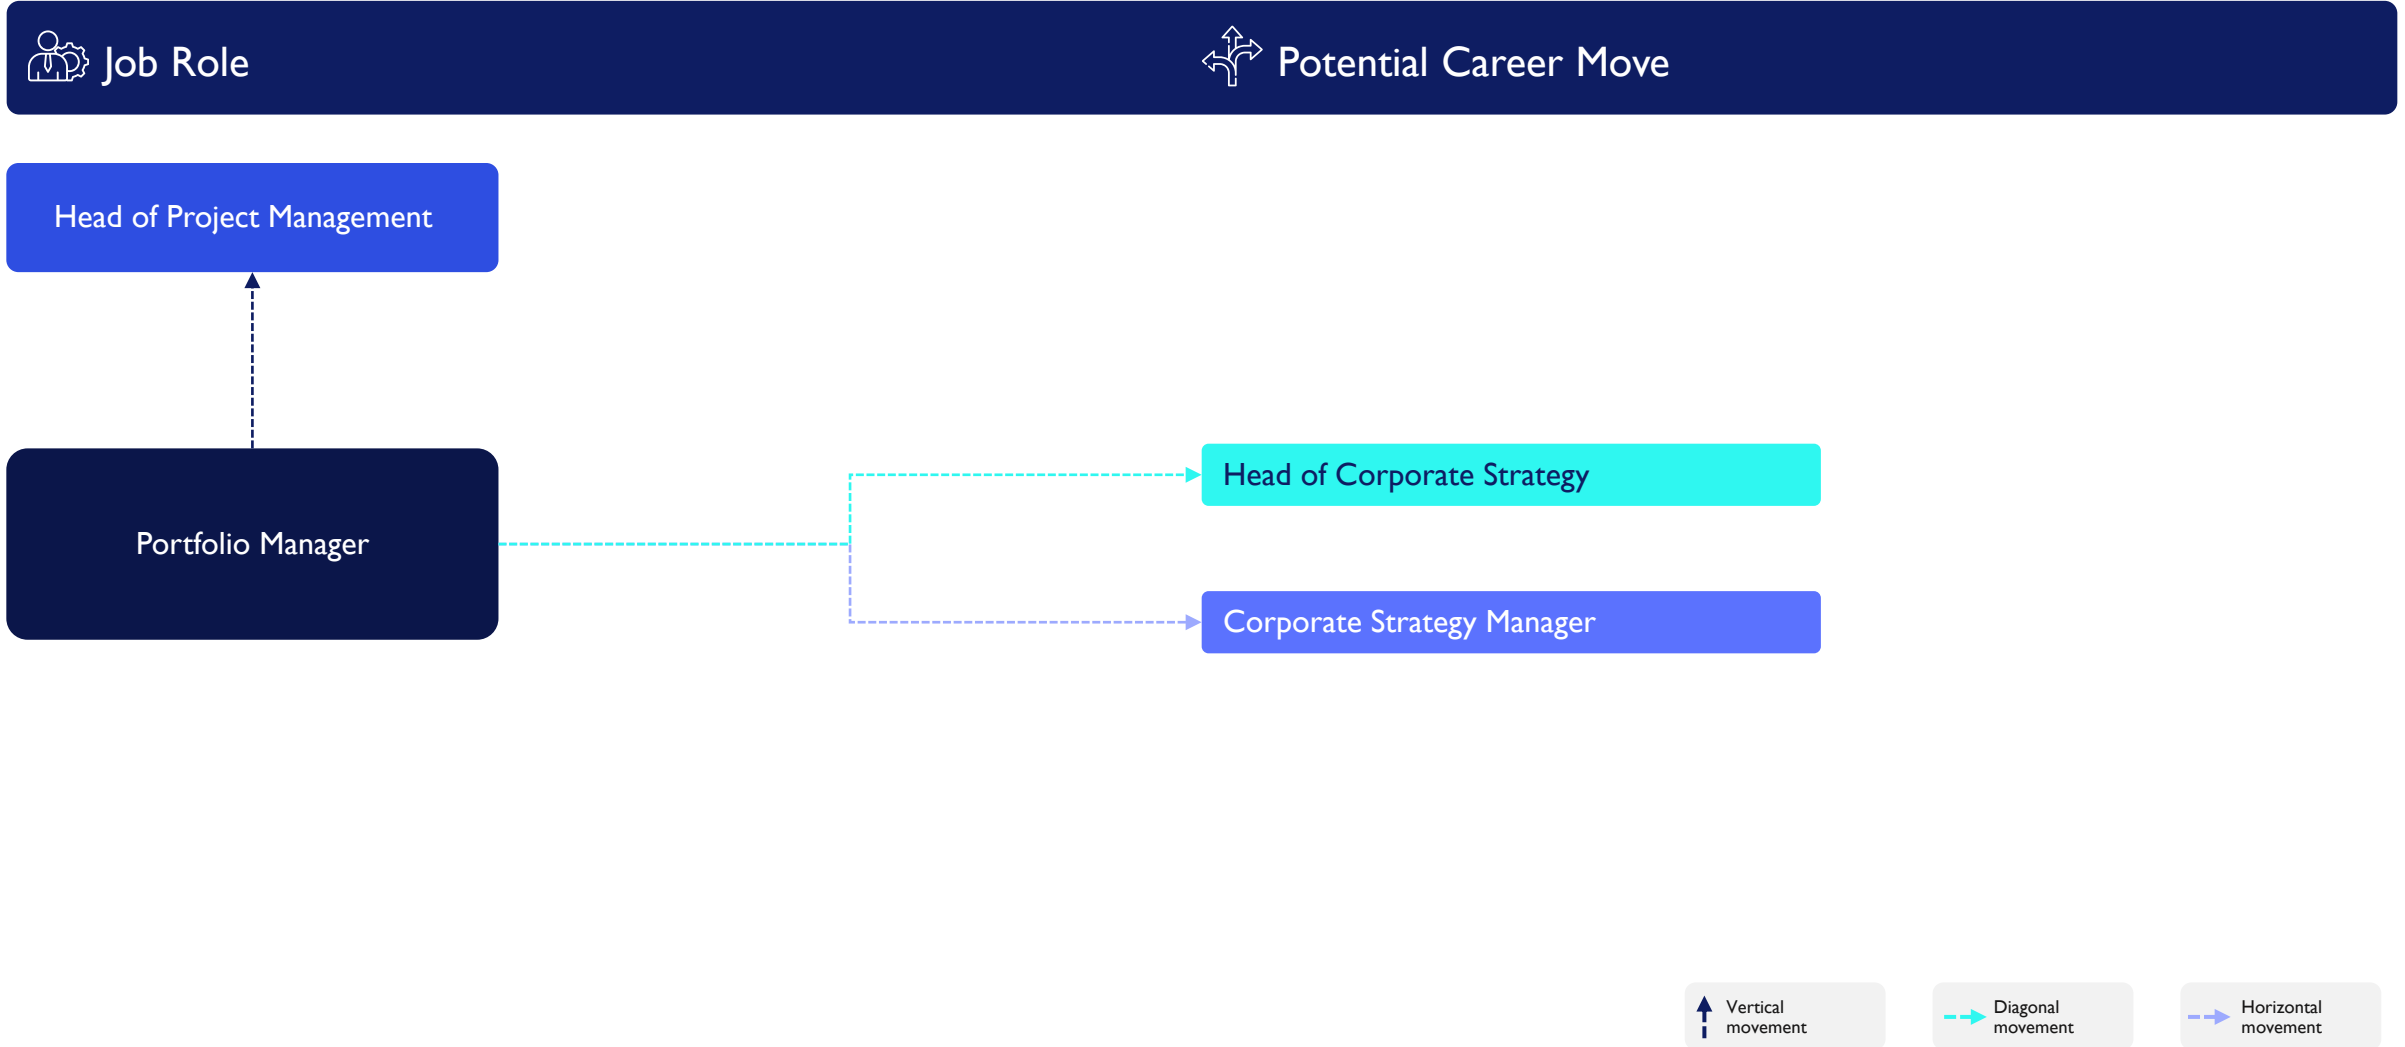 Job Role
Potential Career Move
Head of Project Management
Portfolio Manager
Head of Corporate Strategy
Corporate Strategy Manager
Vertical
movement
Diagonal
movement
Horizontal
movement